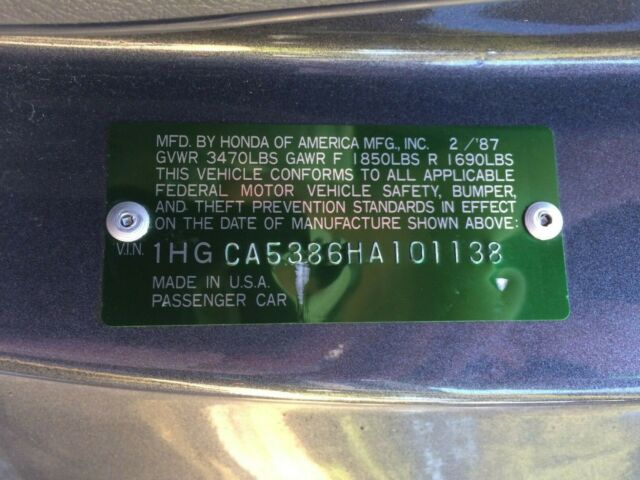 MFD. BY HONDA OF AMERICA MFG., INC. 2/'87
GVWR 3470LBS GAWR F 1850LBS R 1690LBS
THIS VEHICLE CONFORMS TO ALL APPLICABLE
FEDERAL MOTOR VEHICLE SAFETY, BUMPER,
AND THEFT PREVENTION STANDARDS IN EFFECT
ON THE DATE OF MANUFACTURE SHOWN ABOVE:
V.I.N. 1HGCA5386HA101138
MADE IN U.S.A.
PASSENGER CAR